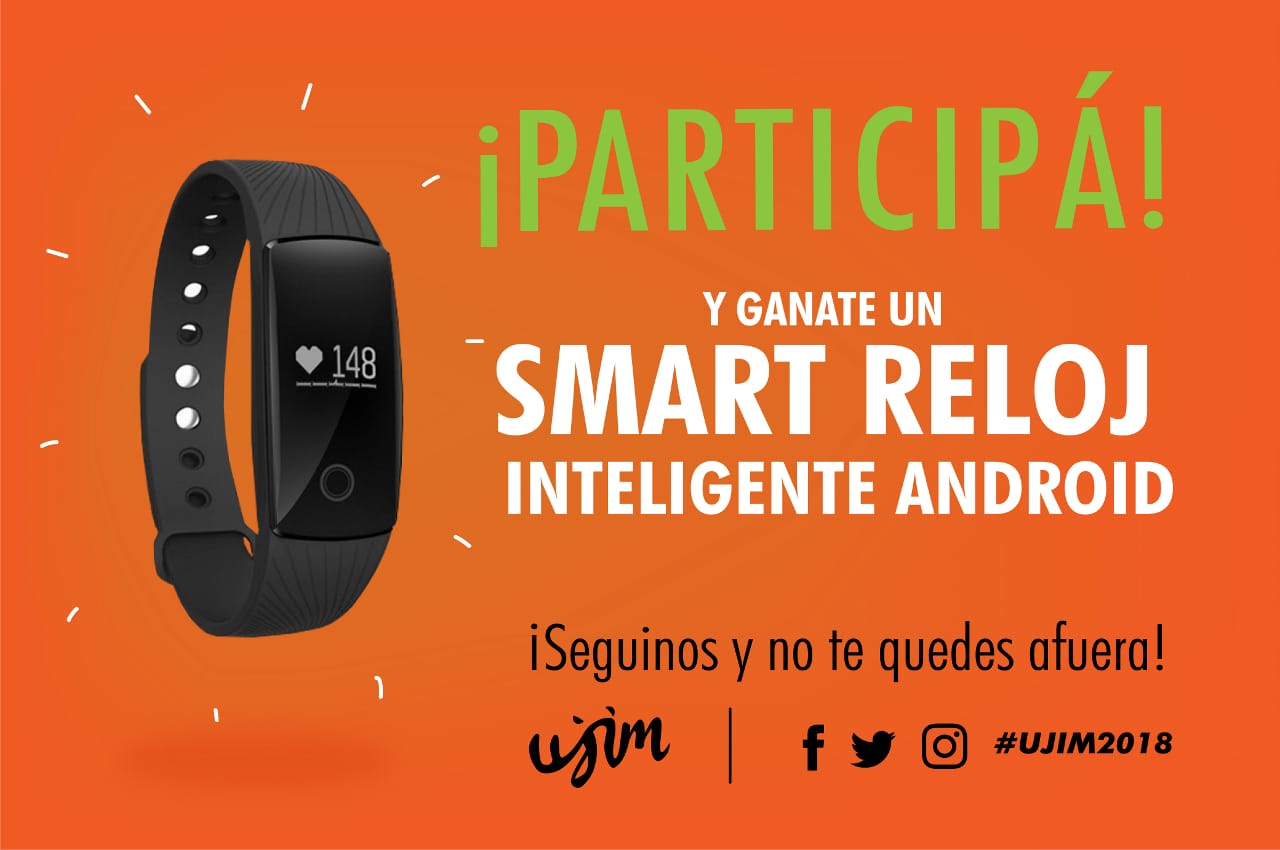 ¡PARTICIPÁ!
Y GANATE UN
SMART RELOJ
INTELIGENTE ANDROID
148
¡Seguinos y no te quedes afuera!
ujim
#UJIM2018